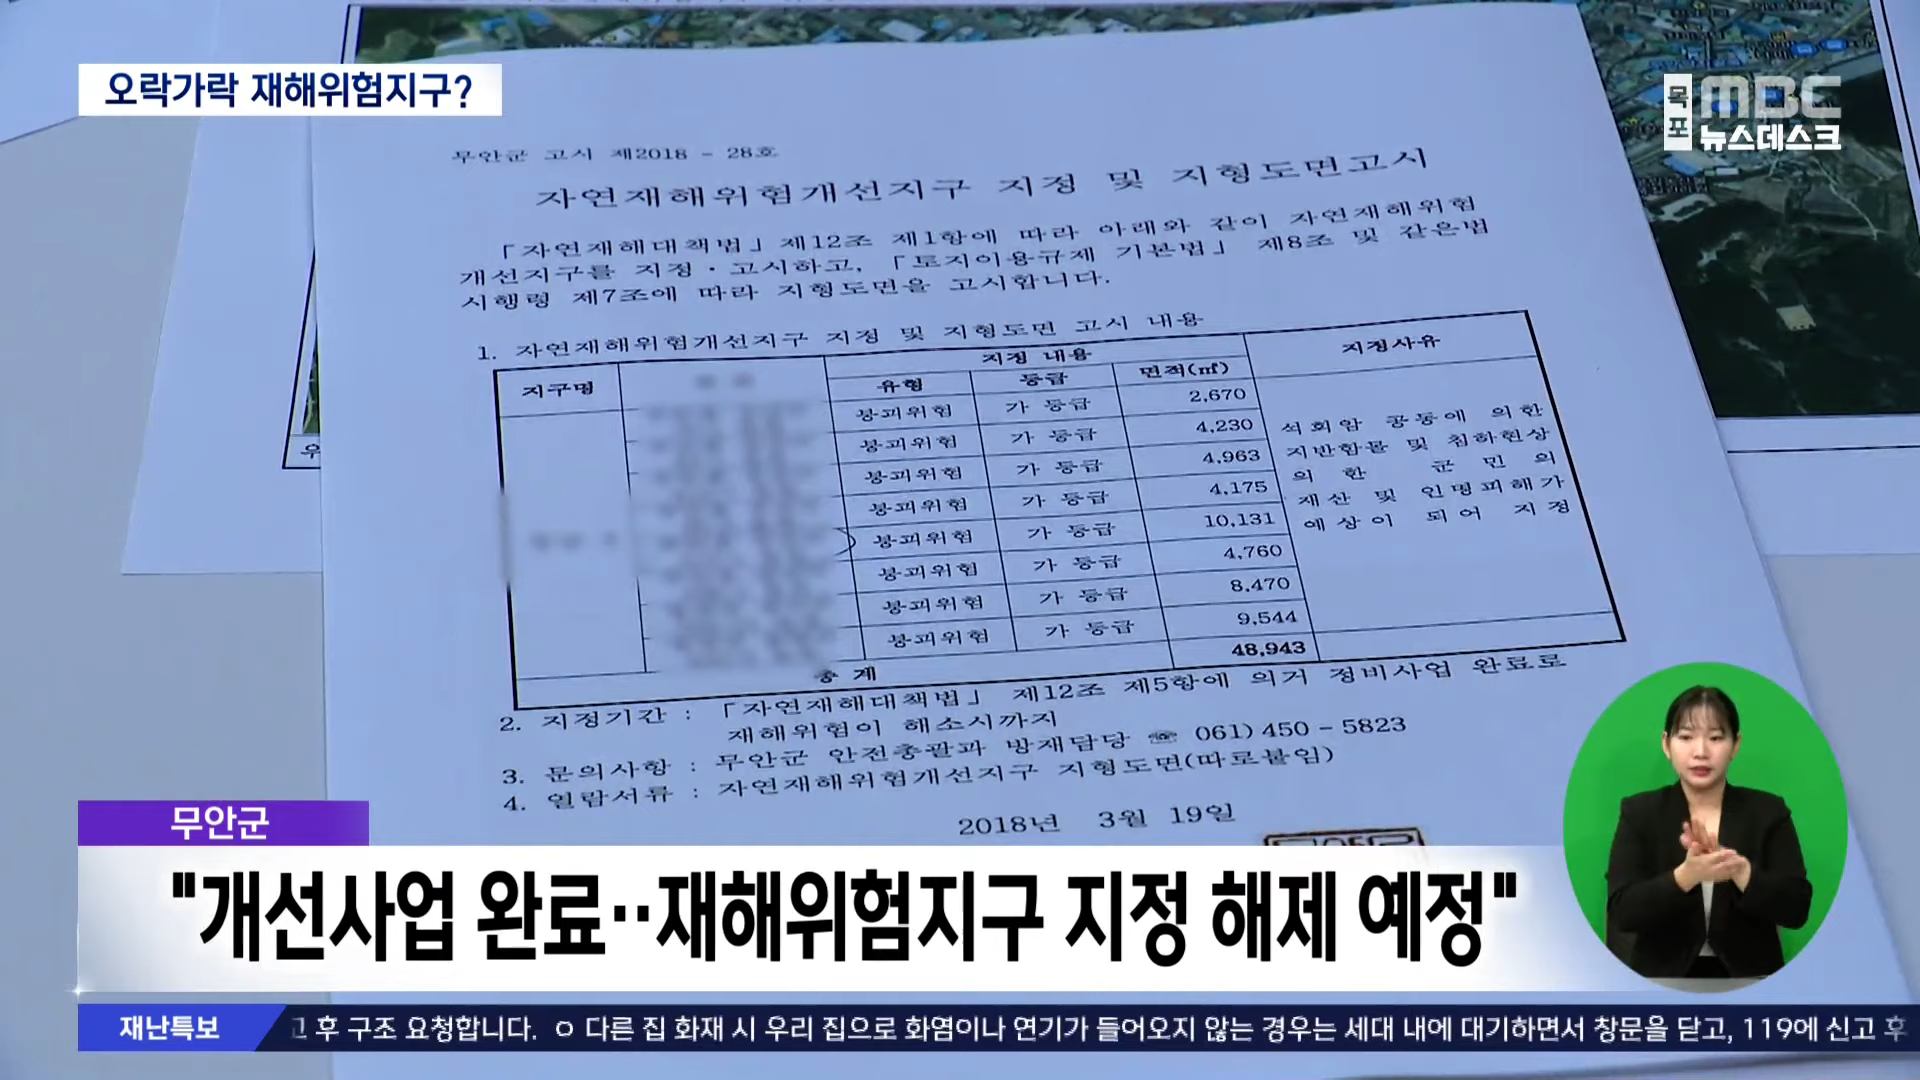 오락가락 재해위험지구?
목포 MBC
뉴스데스크
무안군 고시 제2018 - 28호
자연재해위험개선지구 지정 및 지형도면고시
「자연재해대책법」 제12조 제1항에 따라 아래와 같이 자연재해위험
개선지구를 지정·고시하고, 「토지이용규제 기본법」 제8조 및 같은법
시행령 제7조에 따라 지형도면을 고시합니다.
1. 자연재해위험개선지구 지정 및 지형도면 고시 내용
지구명 지정 내용 지정사유
유형 등급 면적(㎡)
붕괴위험 가 등급 2,670
붕괴위험 가 등급 4,230
붕괴위험 가 등급 4,963
붕괴위험 가 등급 4,175
붕괴위험 가 등급 10,131
붕괴위험 가 등급 4,760
붕괴위험 가 등급 8,470
붕괴위험 가 등급 9,544
석회암 공동에 의한
지반함몰 및 침하현상
의한 군민의
재산 및 인명피해가
예상이 되어 지정
총 계 48,943
2. 지정기간 : 「자연재해대책법」 제12조 제5항에 의거 정비사업 완료로
재해위험이 해소시까지
3. 문의사항 : 무안군 안전총괄과 방재담당 ☏ 061) 450 - 5823
4. 열람서류 : 자연재해위험개선지구 지형도면(따로붙임)
2018년 3월 19일
무안군
"개선사업 완료··재해위험지구 지정 해제 예정"
재난특보 고 후 구조 요청합니다. ㅇ 다른 집 화재 시 우리 집으로 화염이나 연기가 들어오지 않는 경우는 세대 내에 대기하면서 창문을 닫고, 119에 신고 후